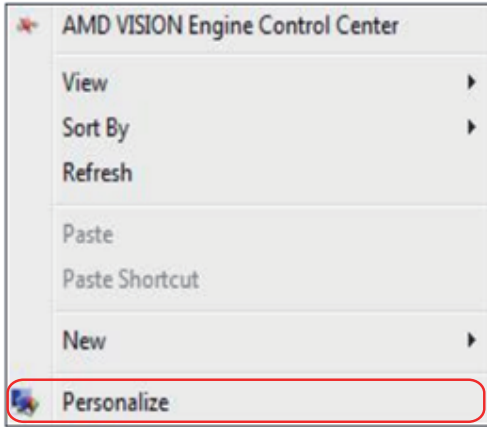 AMD VISION Engine Control Center
View
Sort By
Refresh
Paste
Paste Shortcut
New
Personalize